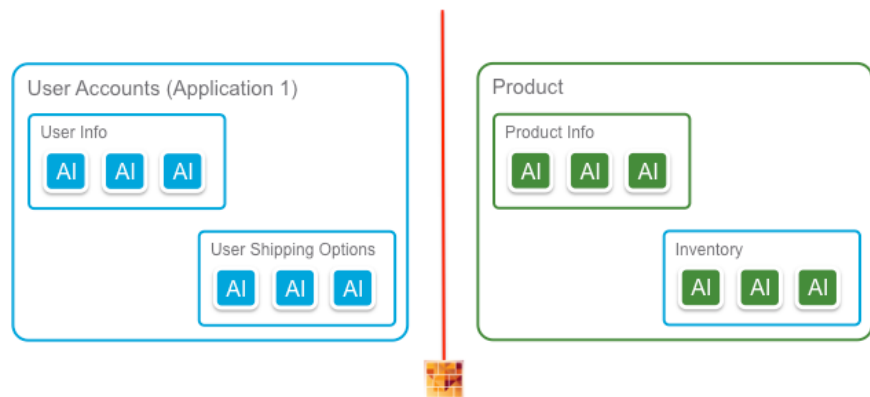 User Accounts (Application 1)
User Info
AI AI AI
User Shipping Options
AI AI AI
Product
Product Info
AI AI AI
Inventory
AI AI AI